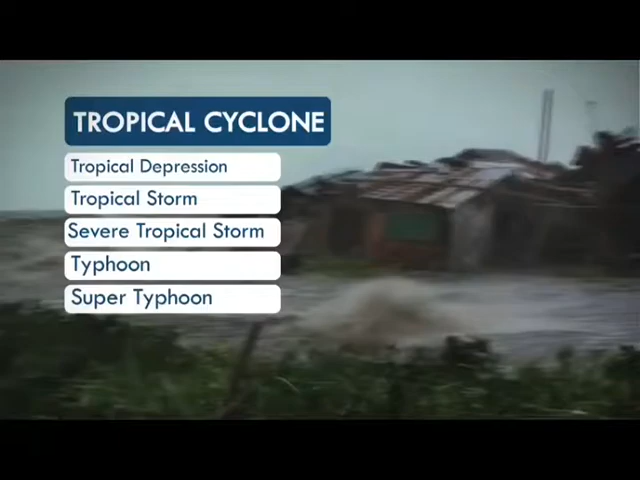 TROPICAL CYCLONE
Tropical Depression
Tropical Storm
Severe Tropical Storm
Typhoon
Super Typhoon